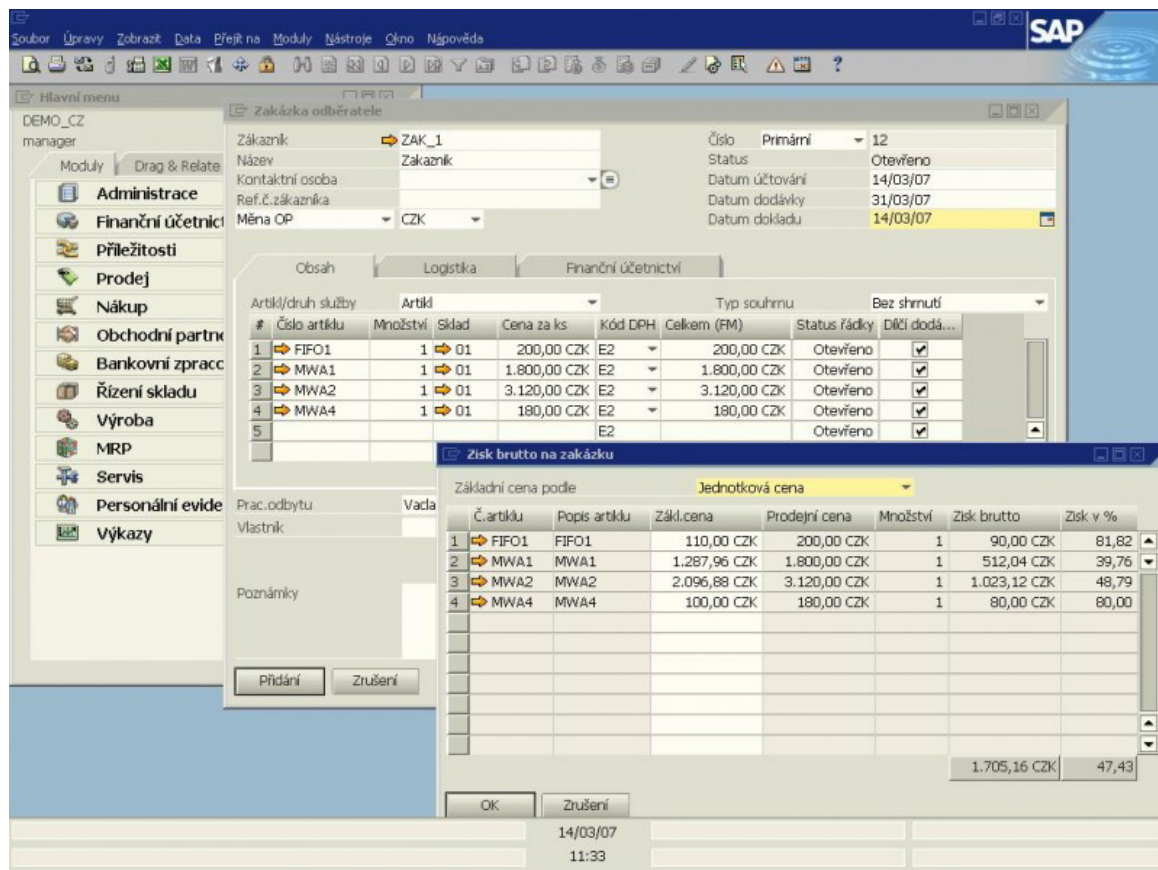 Soubor Úpravy Zobrazit Data Přejít na Moduly Nástroje Okno Nápověda
SAP
Hlavní menu
DEMO_CZ
manager
Moduly Drag & Relate
Administrace
Finanční účetnict
Příležitosti
Prodej
Nákup
Obchodní partne
Bankovní zpracc
Řízení skladu
Výroba
MRP
Servis
Personální evide
Výkazy
Zakázka odběratele
Zákazník ZAK_1 Číslo Primární 12
Název Zakaznik Status Otevřeno
Kontaktní osoba Datum účtování 14/03/07
Ref.č.zákazníka Datum dodávky 31/03/07
Měna OP CZK Datum dokladu 14/03/07
Obsah Logistika Finanční účetnictví
Artikl/druh služby Artikl Typ souhrnu Bez shrnutí
# Číslo artiklu Množství Sklad Cena za ks Kód DPH Celkem (FM) Status řádky Dílčí dodá...
1 FIFO1 1 01 200,00 CZK E2 200,00 CZK Otevřeno
2 MWA1 1 01 1.800,00 CZK E2 1.800,00 CZK Otevřeno
3 MWA2 1 01 3.120,00 CZK E2 3.120,00 CZK Otevřeno
4 MWA4 1 01 180,00 CZK E2 180,00 CZK Otevřeno
5 E2 Otevřeno
Prac.odbytu Vacla
Vlastník
Poznámky
Přidání Zrušení
Zisk brutto na zakázku
Základní cena podle Jednotková cena
Č.artiklu Popis artiklu Zákl.cena Prodejní cena Množství Zisk brutto Zisk v %
1 FIFO1 FIFO1 110,00 CZK 200,00 CZK 1 90,00 CZK 81,82
2 MWA1 MWA1 1.287,96 CZK 1.800,00 CZK 1 512,04 CZK 39,76
3 MWA2 MWA2 2.096,88 CZK 3.120,00 CZK 1 1.023,12 CZK 48,79
4 MWA4 MWA4 100,00 CZK 180,00 CZK 1 80,00 CZK 80,00
1.705,16 CZK 47,43
OK Zrušení
14/03/07
11:33